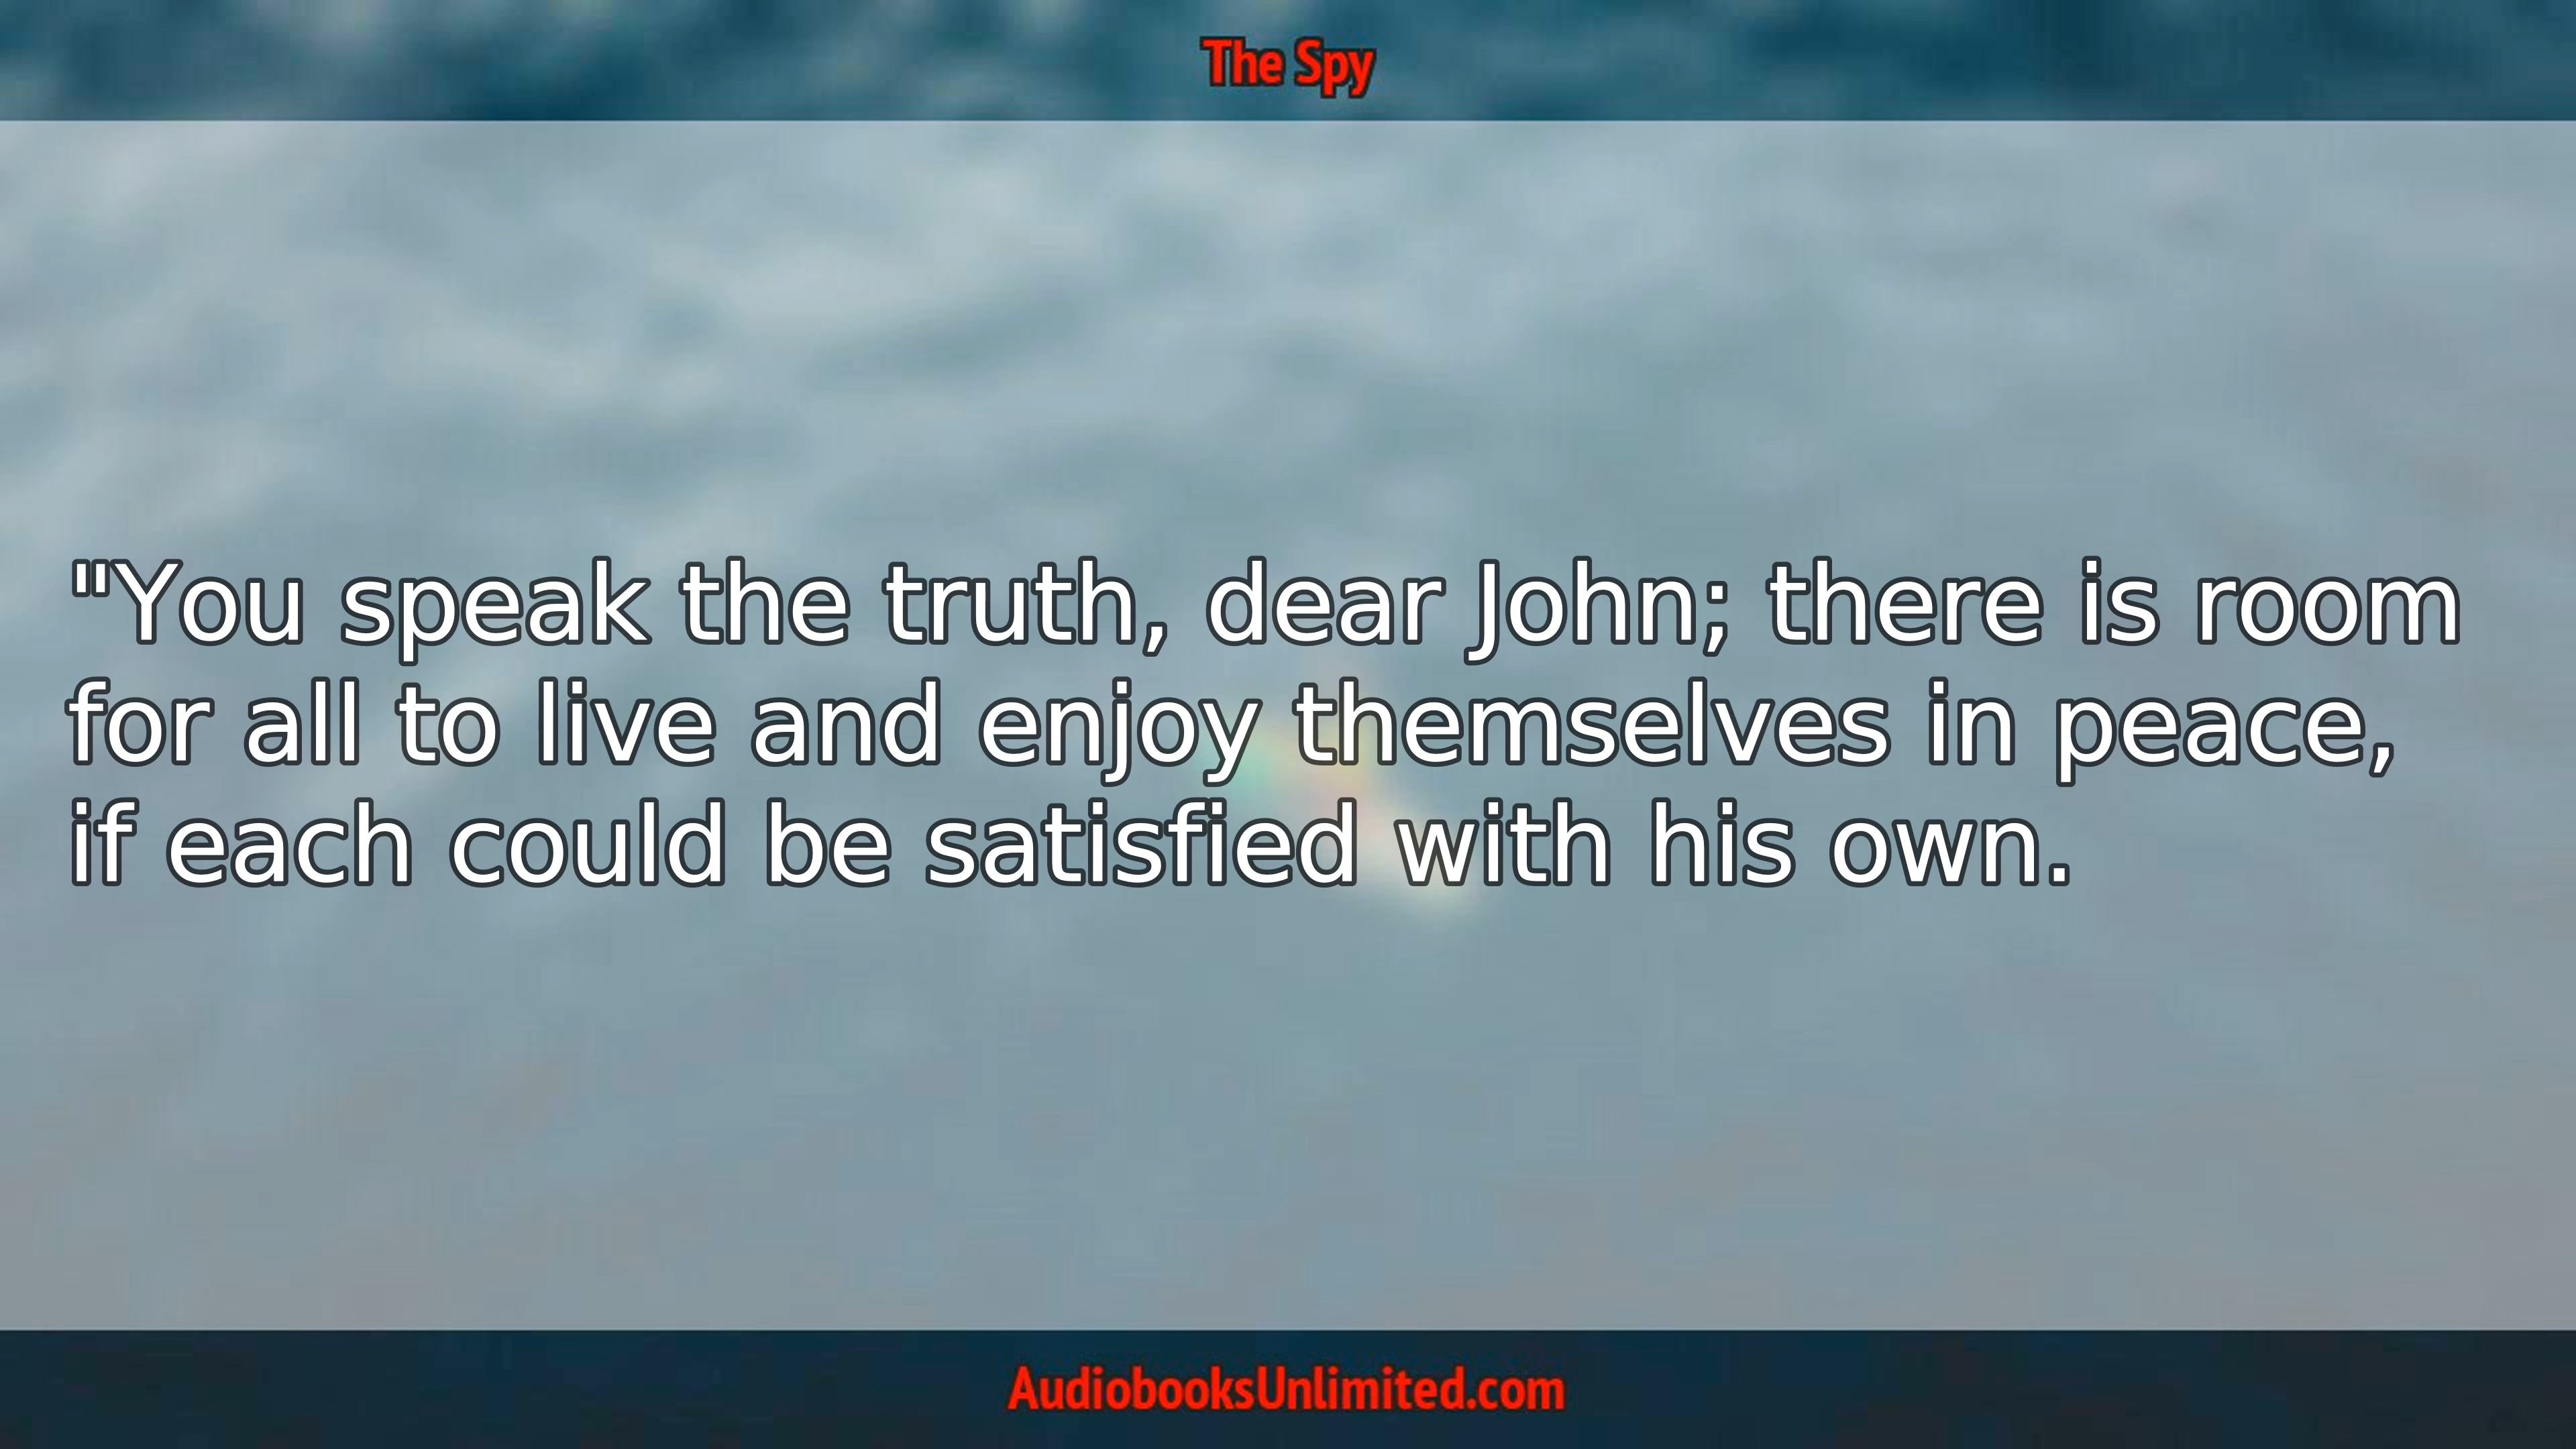 The Spy
"You speak the truth, dear John; there is room
for all to live and enjoy themselves in peace,
if each could be satisfied with his own.
AudiobooksUnlimited.com